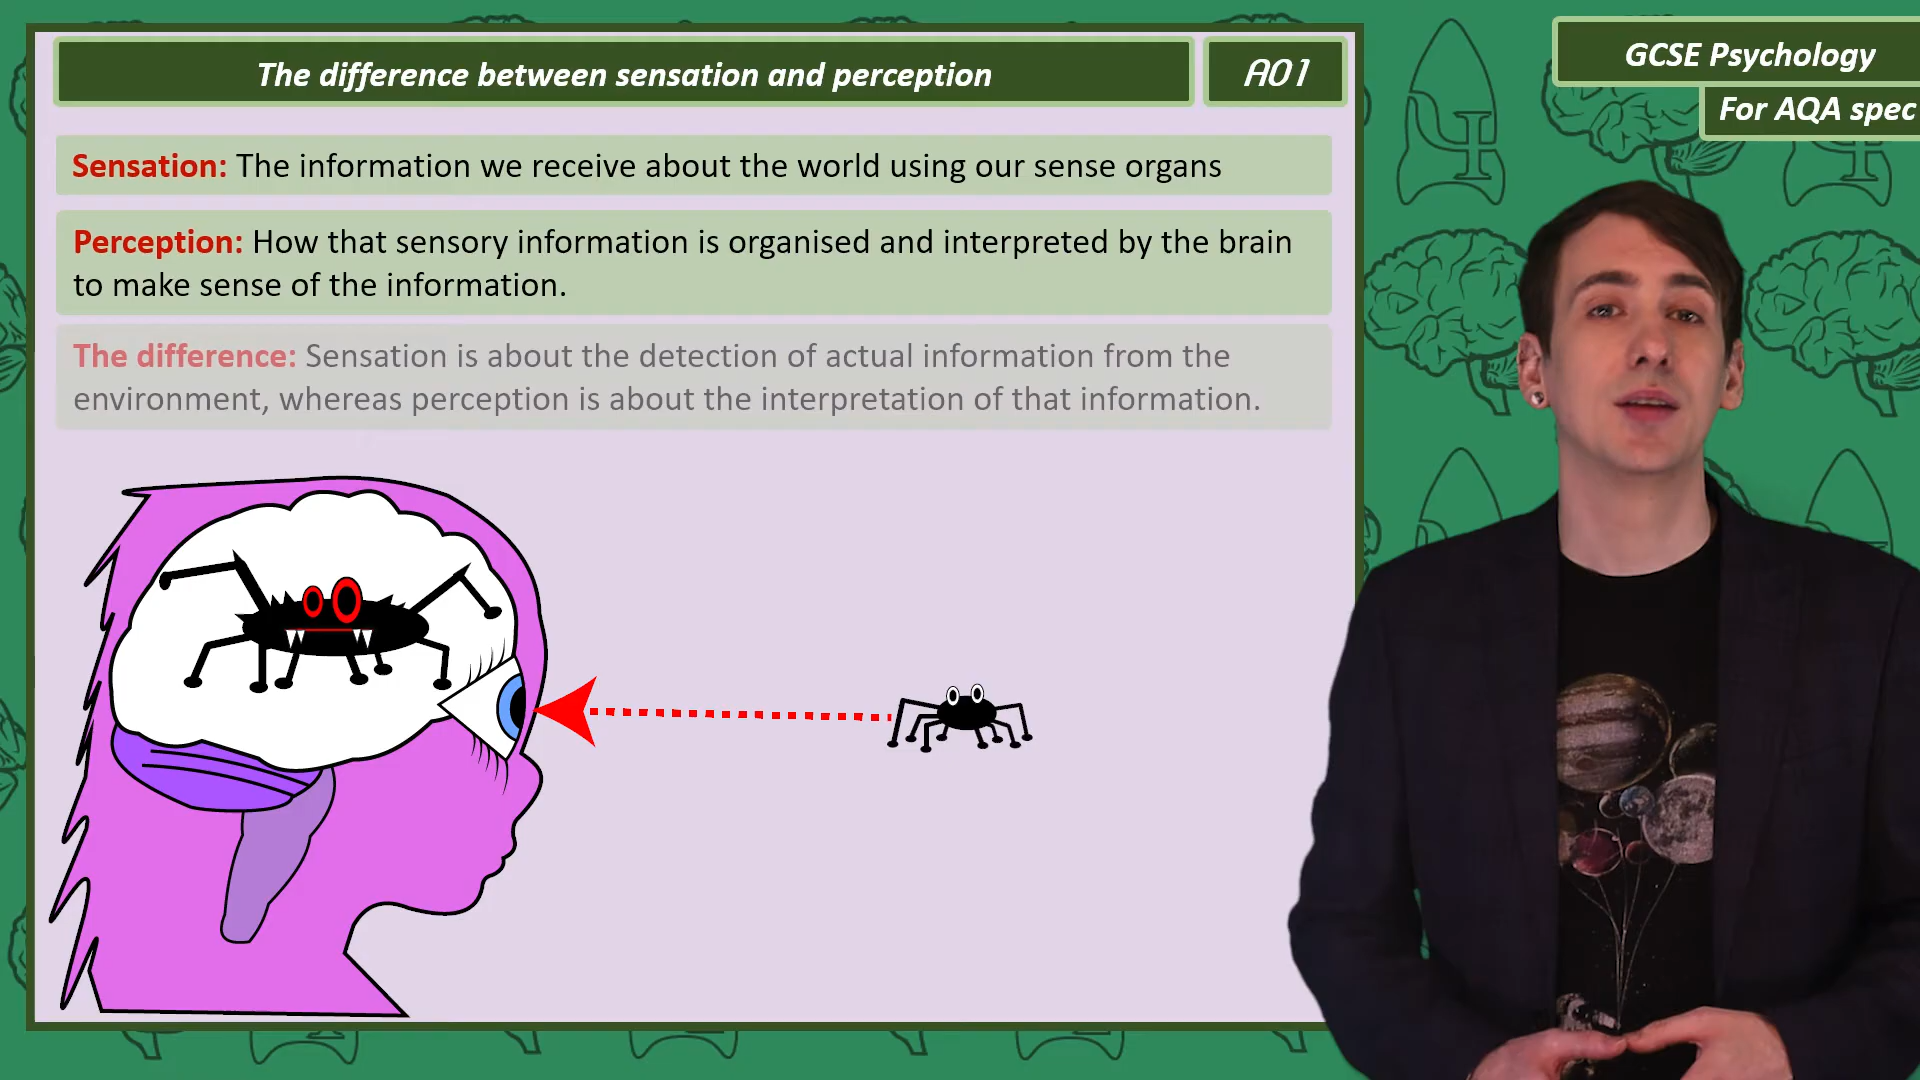 The difference between sensation and perception
AO1
GCSE Psychology
For AQA spec
Sensation: The information we receive about the world using our sense organs
Perception: How that sensory information is organised and interpreted by the brain
to make sense of the information.
The difference: Sensation is about the detection of actual information from the
environment, whereas perception is about the interpretation of that information.